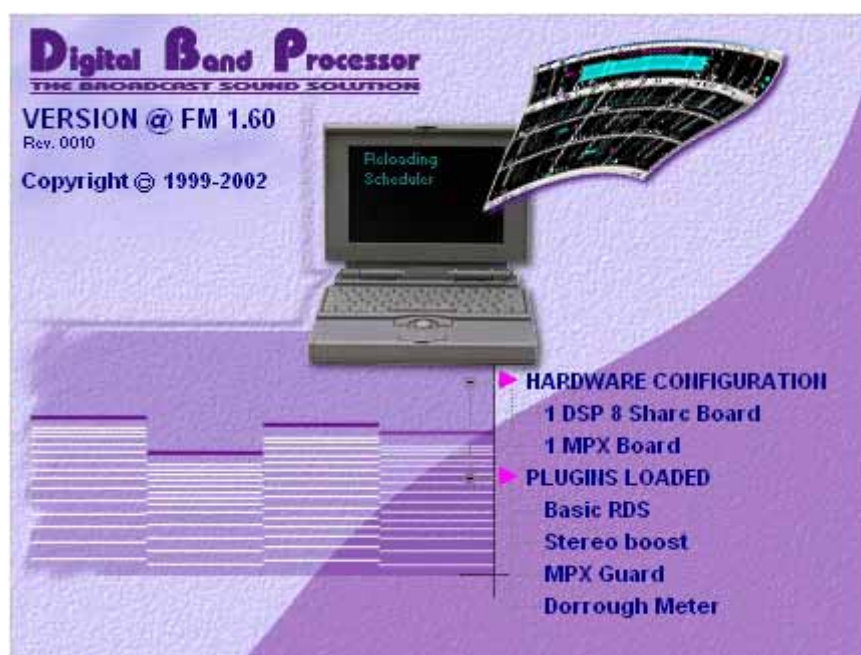 Digital Band Processor
THE BROADCAST SOUND SOLUTION
VERSION @ FM 1.60
Rev. 0010
Copyright © 1999-2002
Reloading
Scheduler
HARDWARE CONFIGURATION
1 DSP 8 Sharc Board
1 MPX Board
PLUGINS LOADED
Basic RDS
Stereo boost
MPX Guard
Dorrough Meter